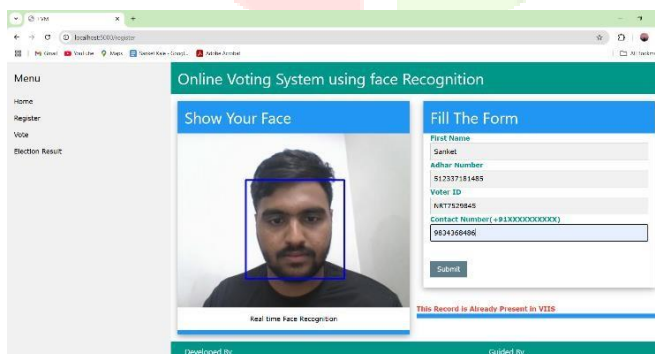 localhost:5000/register
Gmail YouTube Maps Adobe Acrobat
Menu
Home
Register
Vote
Election Result
Online Voting System using face Recognition
Show Your Face
Real time Face Recognition
Fill The Form
First Name
Sanket
Adhar Number
512337181485
Voter ID
NRT7529845
Contact Number(+91XXXXXXXXXX)
9834368486
Submit
This Record is Already Present in VIIS
Developed By
Guided By